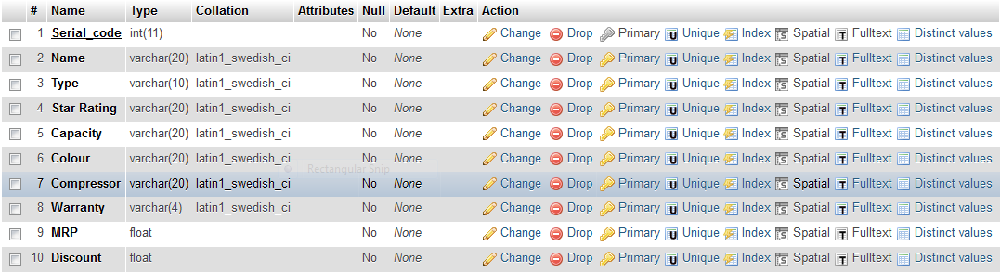 # Name Type Collation Attributes Null Default Extra Action
1 Serial_code int(11) No None Change Drop Primary Unique Index Spatial Fulltext Distinct values
2 Name varchar(20) latin1_swedish_ci No None Change Drop Primary Unique Index Spatial Fulltext Distinct values
3 Type varchar(10) latin1_swedish_ci No None Change Drop Primary Unique Index Spatial Fulltext Distinct values
4 Star Rating varchar(20) latin1_swedish_ci No None Change Drop Primary Unique Index Spatial Fulltext Distinct values
5 Capacity varchar(20) latin1_swedish_ci No None Change Drop Primary Unique Index Spatial Fulltext Distinct values
6 Colour varchar(20) latin1_swedish_ci No None Change Drop Primary Unique Index Spatial Fulltext Distinct values
Rectangular Snip
7 Compressor varchar(20) latin1_swedish_ci No None Change Drop Primary Unique Index Spatial Fulltext Distinct values
8 Warranty varchar(4) latin1_swedish_ci No None Change Drop Primary Unique Index Spatial Fulltext Distinct values
9 MRP float No None Change Drop Primary Unique Index Spatial Fulltext Distinct values
10 Discount float No None Change Drop Primary Unique Index Spatial Fulltext Distinct values